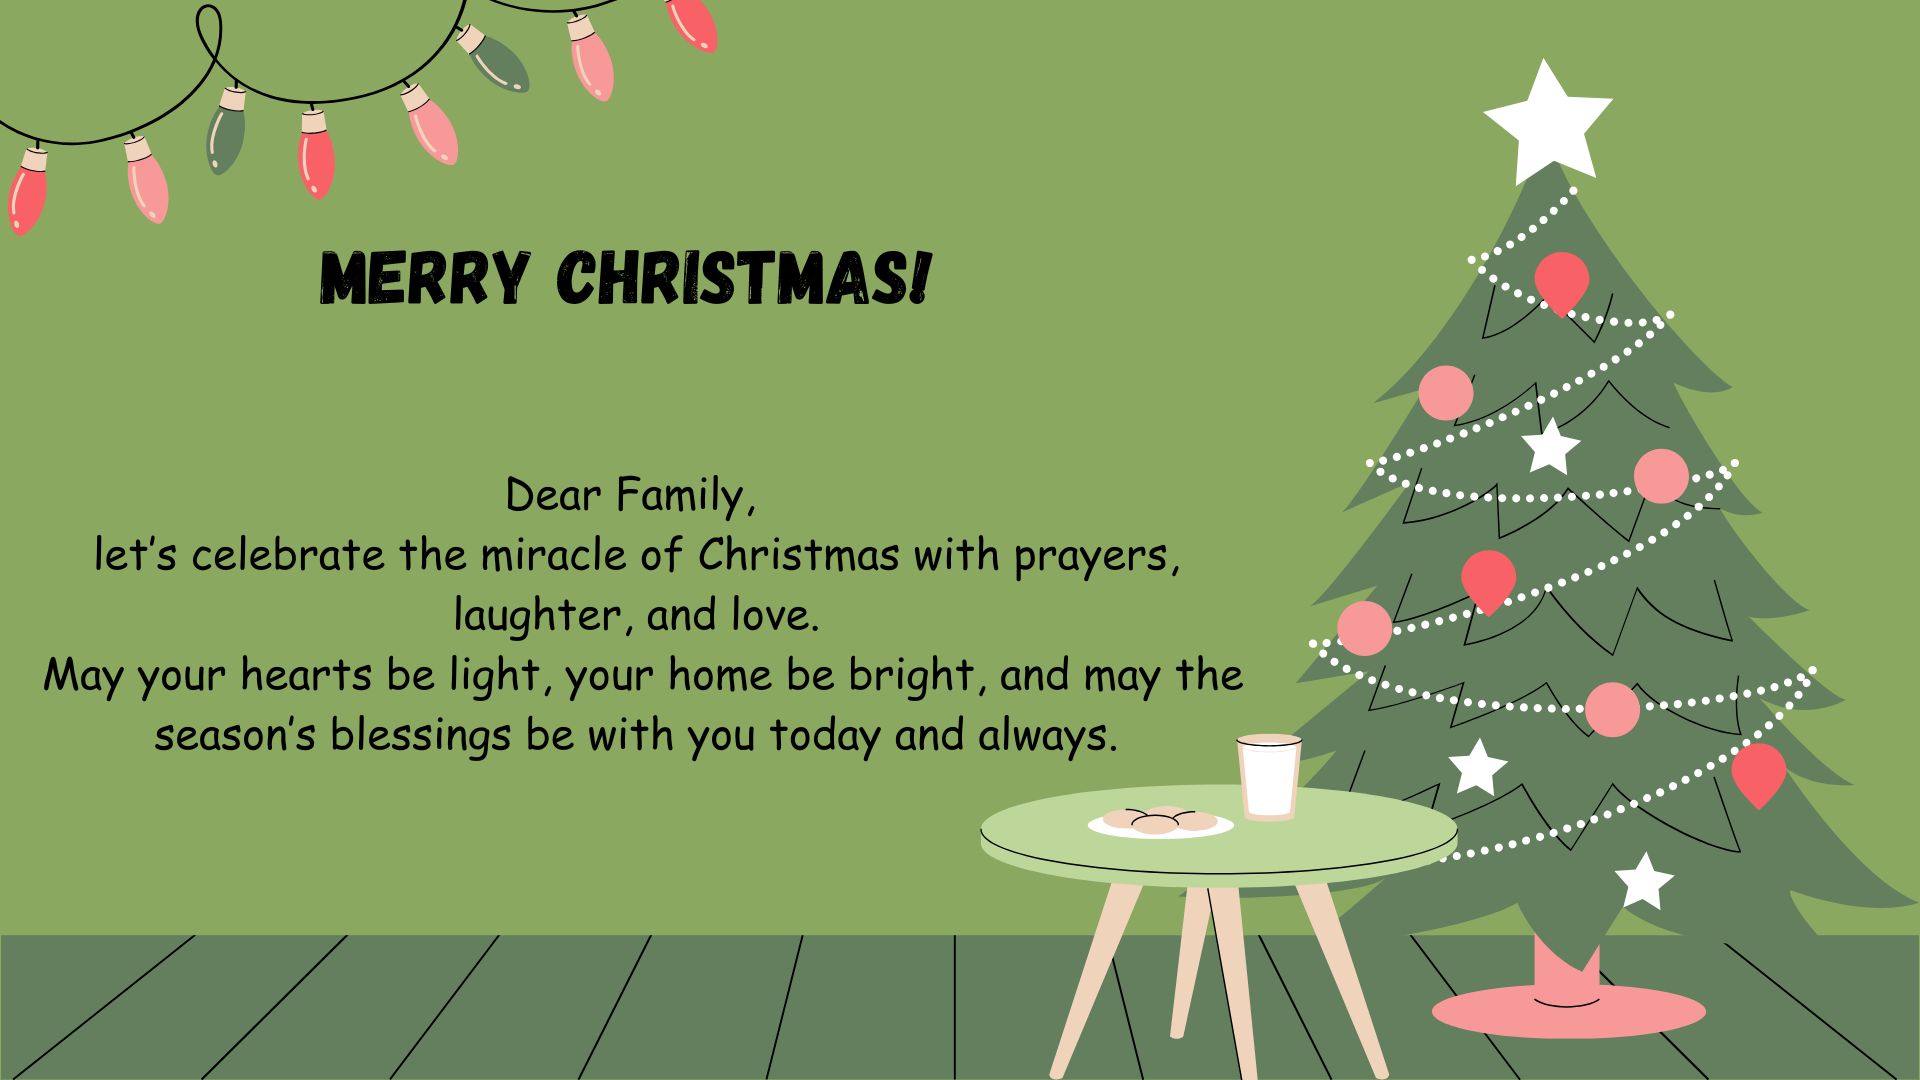 MERRY CHRISTMAS!
Dear Family,
let's celebrate the miracle of Christmas with prayers,
laughter, and love.
May your hearts be light, your home be bright, and may the
season's blessings be with you today and always.